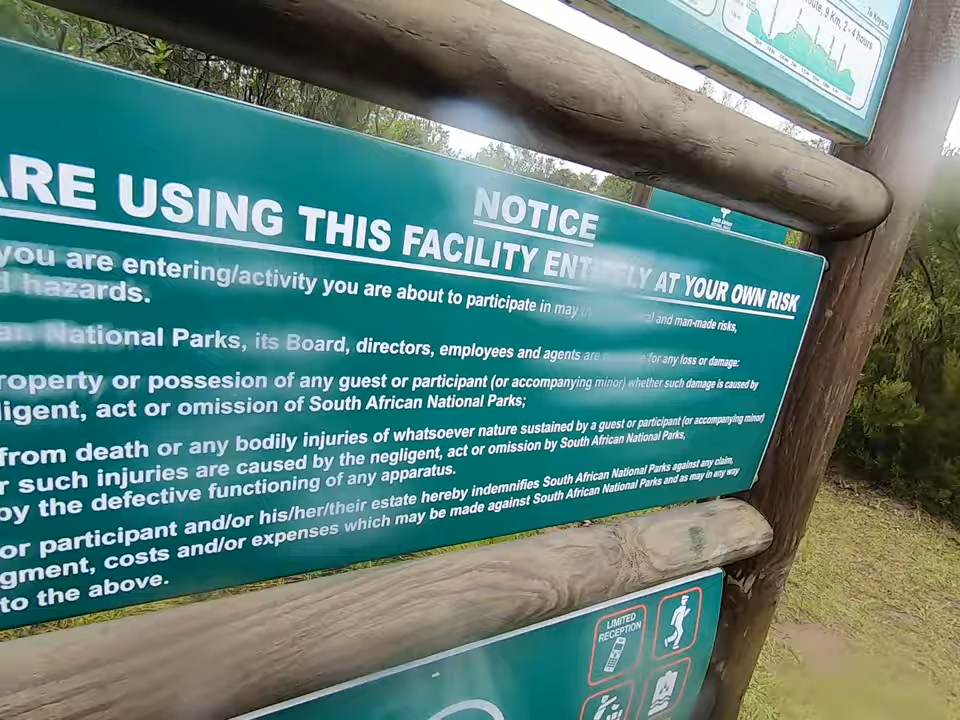 Route, 9 Km, 2 - 4 hours
NOTICE
ARE USING THIS FACILITY ENTIRELY AT YOUR OWN RISK
you are entering/activity you are about to participate in may and man-made risks,
hazards.
National Parks, its Board, directors, employees and agents are for any loss or damage:
roperty or possesion of any guest or participant (or accompanying minor) whether such damage is caused by
ligent, act or omission of South African National Parks;
from death or any bodily injuries of whatsoever nature sustained by a guest or participant (or accompanying minor)
r such injuries are caused by the negligent, act or omission by South African National Parks,
by the defective functioning of any apparatus.
or participant and/or his/her/their estate hereby indemnifies South African National Parks against any claim,
gment, costs and/or expenses which may be made against South African National Parks and as may in any way
to the above.
LIMITED
RECEPTION